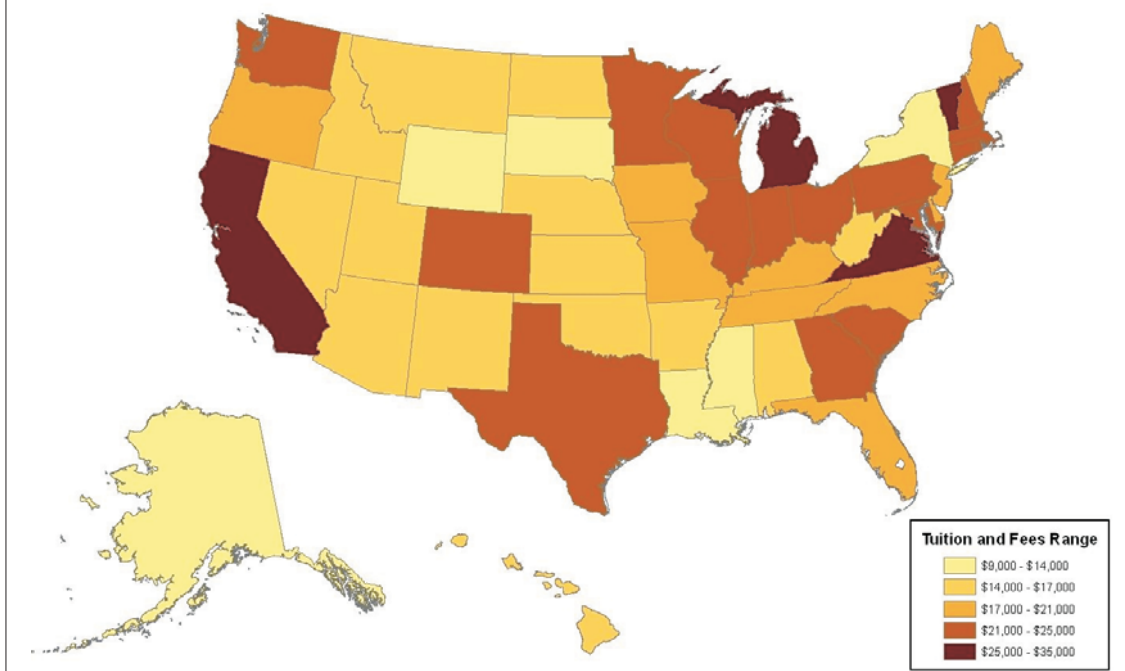 Tuition and Fees Range
$9,000 - $14,000
$14,000 - $17,000
$17,000 - $21,000
$21,000 - $25,000
$25,000 - $35,000